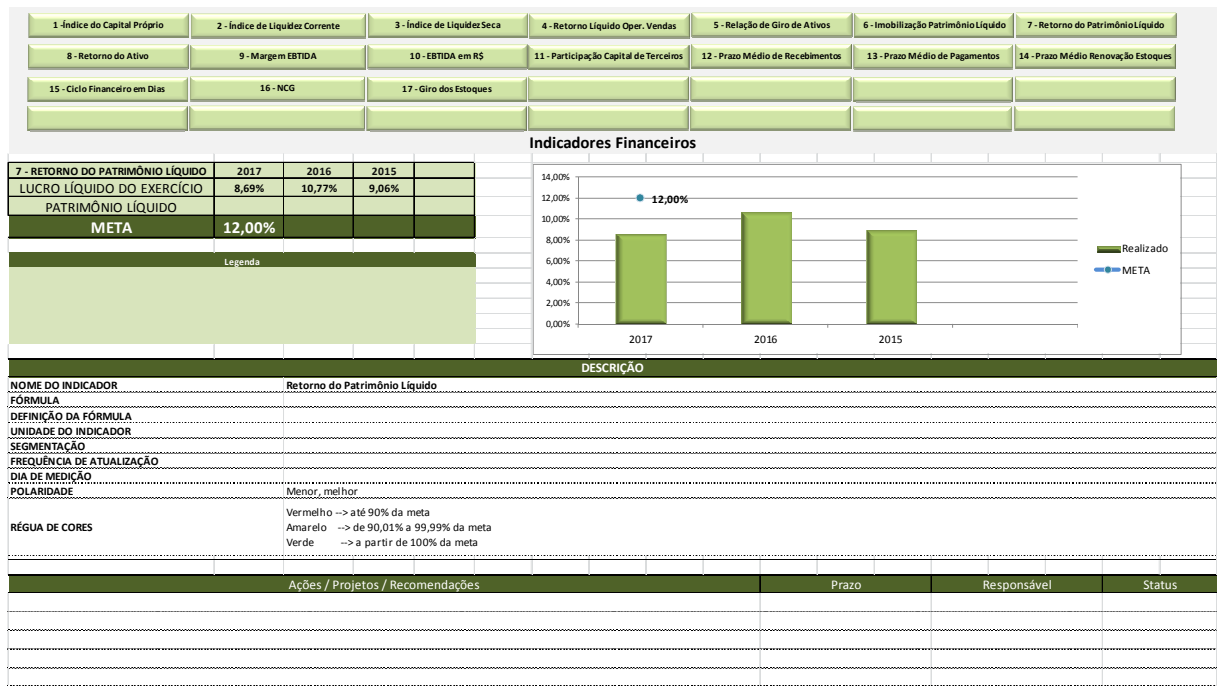 1 -Índice do Capital Próprio 2 - Índice de Liquidez Corrente 3 - Índice de Liquidez Seca 4 - Retorno Líquido Oper. Vendas 5 - Relação de Giro de Ativos 6 - Imobilização Patrimônio Líquido 7 - Retorno do Patrimônio Líquido
8 - Retorno do Ativo 9 - Margem EBTIDA 10 - EBTIDA em R$ 11 - Participação Capital de Terceiros 12 - Prazo Médio de Recebimentos 13 - Prazo Médio de Pagamentos 14 - Prazo Médio Renovação Estoques
15 - Ciclo Financeiro em Dias 16 - NCG 17 - Giro dos Estoques
Indicadores Financeiros
7 - RETORNO DO PATRIMÔNIO LÍQUIDO 2017 2016 2015
LUCRO LÍQUIDO DO EXERCÍCIO 8,69% 10,77% 9,06%
PATRIMÔNIO LÍQUIDO
META 12,00%
Legenda
14,00%
12,00%
10,00%
8,00%
6,00%
4,00%
2,00%
0,00%
12,00%
2017 2016 2015
Realizado
META
DESCRIÇÃO
NOME DO INDICADOR Retorno do Patrimônio Líquido
FÓRMULA
DEFINIÇÃO DA FÓRMULA
UNIDADE DO INDICADOR
SEGMENTAÇÃO
FREQUÊNCIA DE ATUALIZAÇÃO
DIA DE MEDIÇÃO
POLARIDADE Menor, melhor
RÉGUA DE CORES
Vermelho --> até 90% da meta
Amarelo --> de 90,01% a 99,99% da meta
Verde --> a partir de 100% da meta
Ações / Projetos / Recomendações Prazo Responsável Status